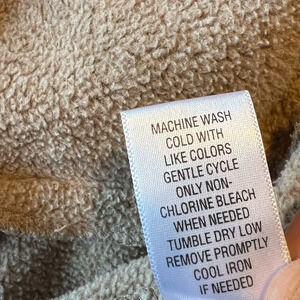 MACHINE WASH
COLD WITH
LIKE COLORS
GENTLE CYCLE
ONLY NON-
CHLORINE BLEACH
WHEN NEEDED
TUMBLE DRY LOW
REMOVE PROMPTLY
COOL IRON
IF NEEDED